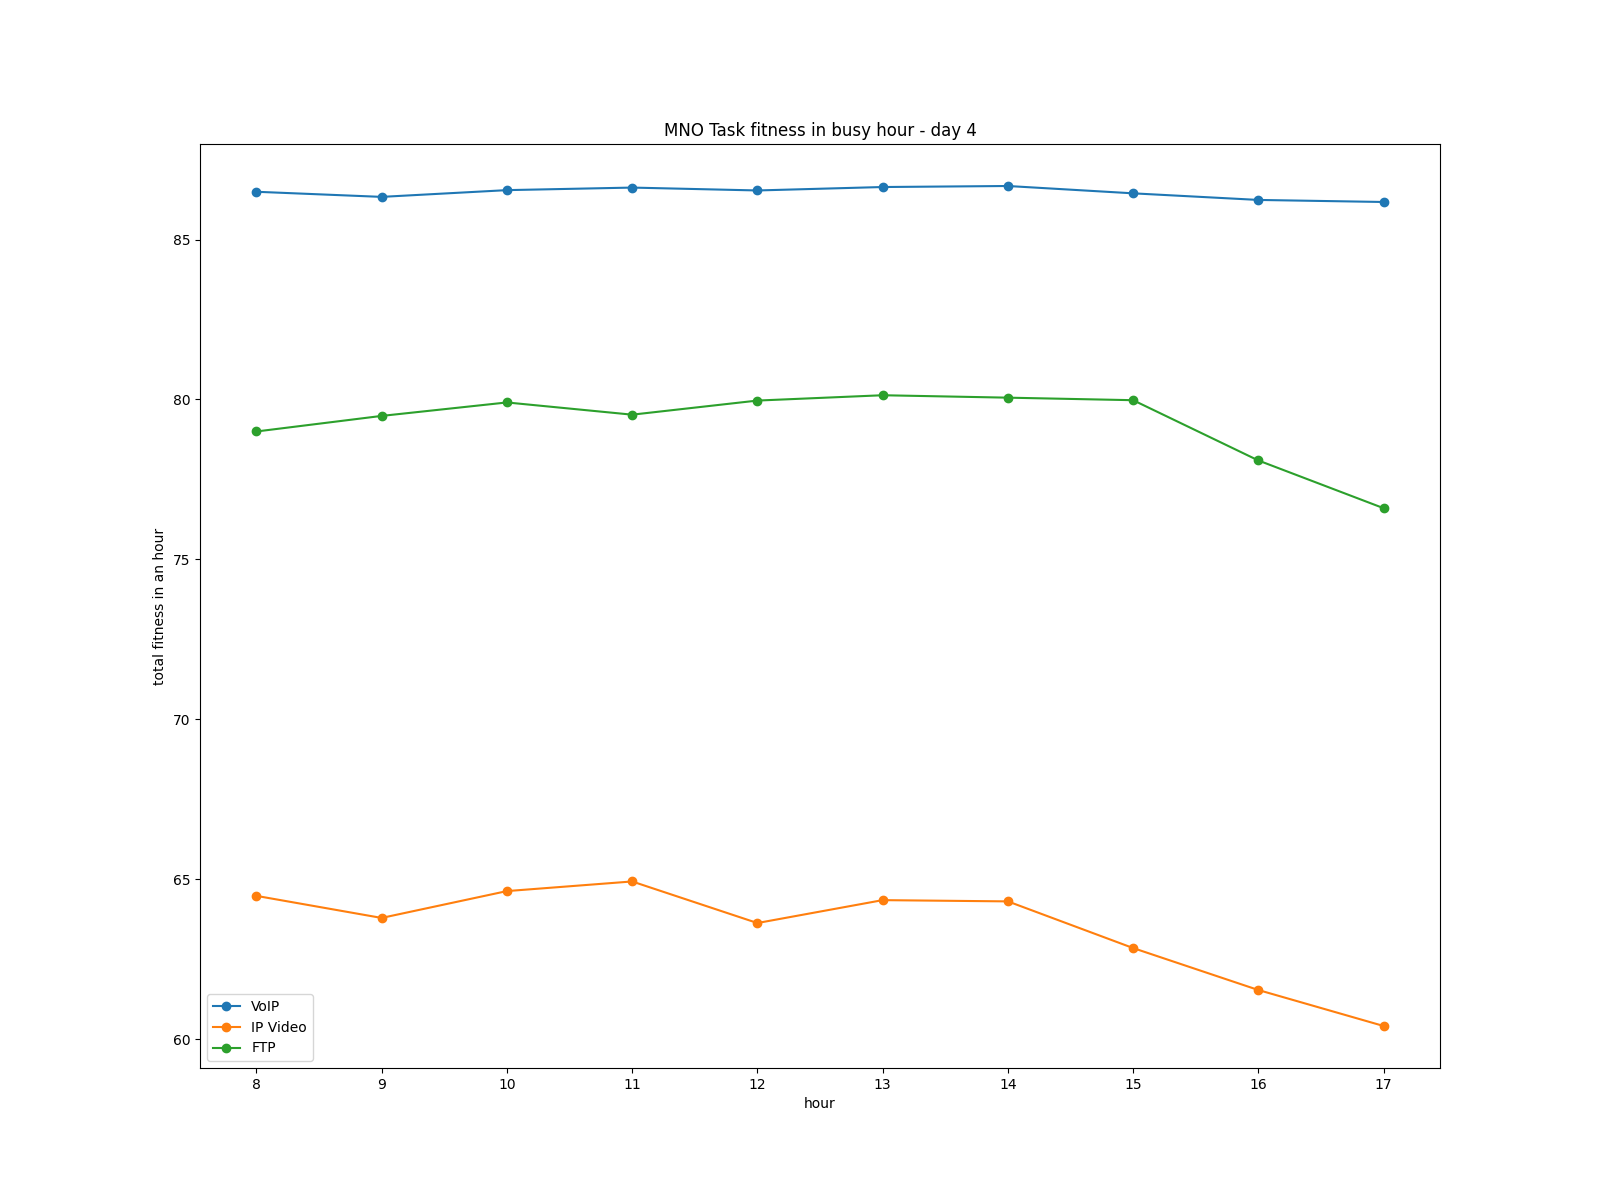 MNO Task fitness in busy hour - day 4
total fitness in an hour
85
80
75
70
65
60
VoIP
IP Video
FTP
8 9 10 11 12 13 14 15 16 17
hour